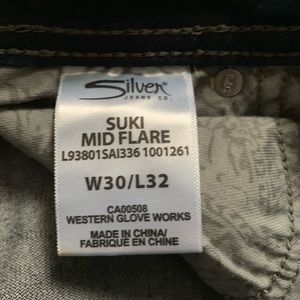 Silver
JEANS CO.
SUKI
MID FLARE
L93801SAI336 1001261
W30/L32
CA00508
WESTERN GLOVE WORKS
MADE IN CHINA/
FABRIQUÉ EN CHINE